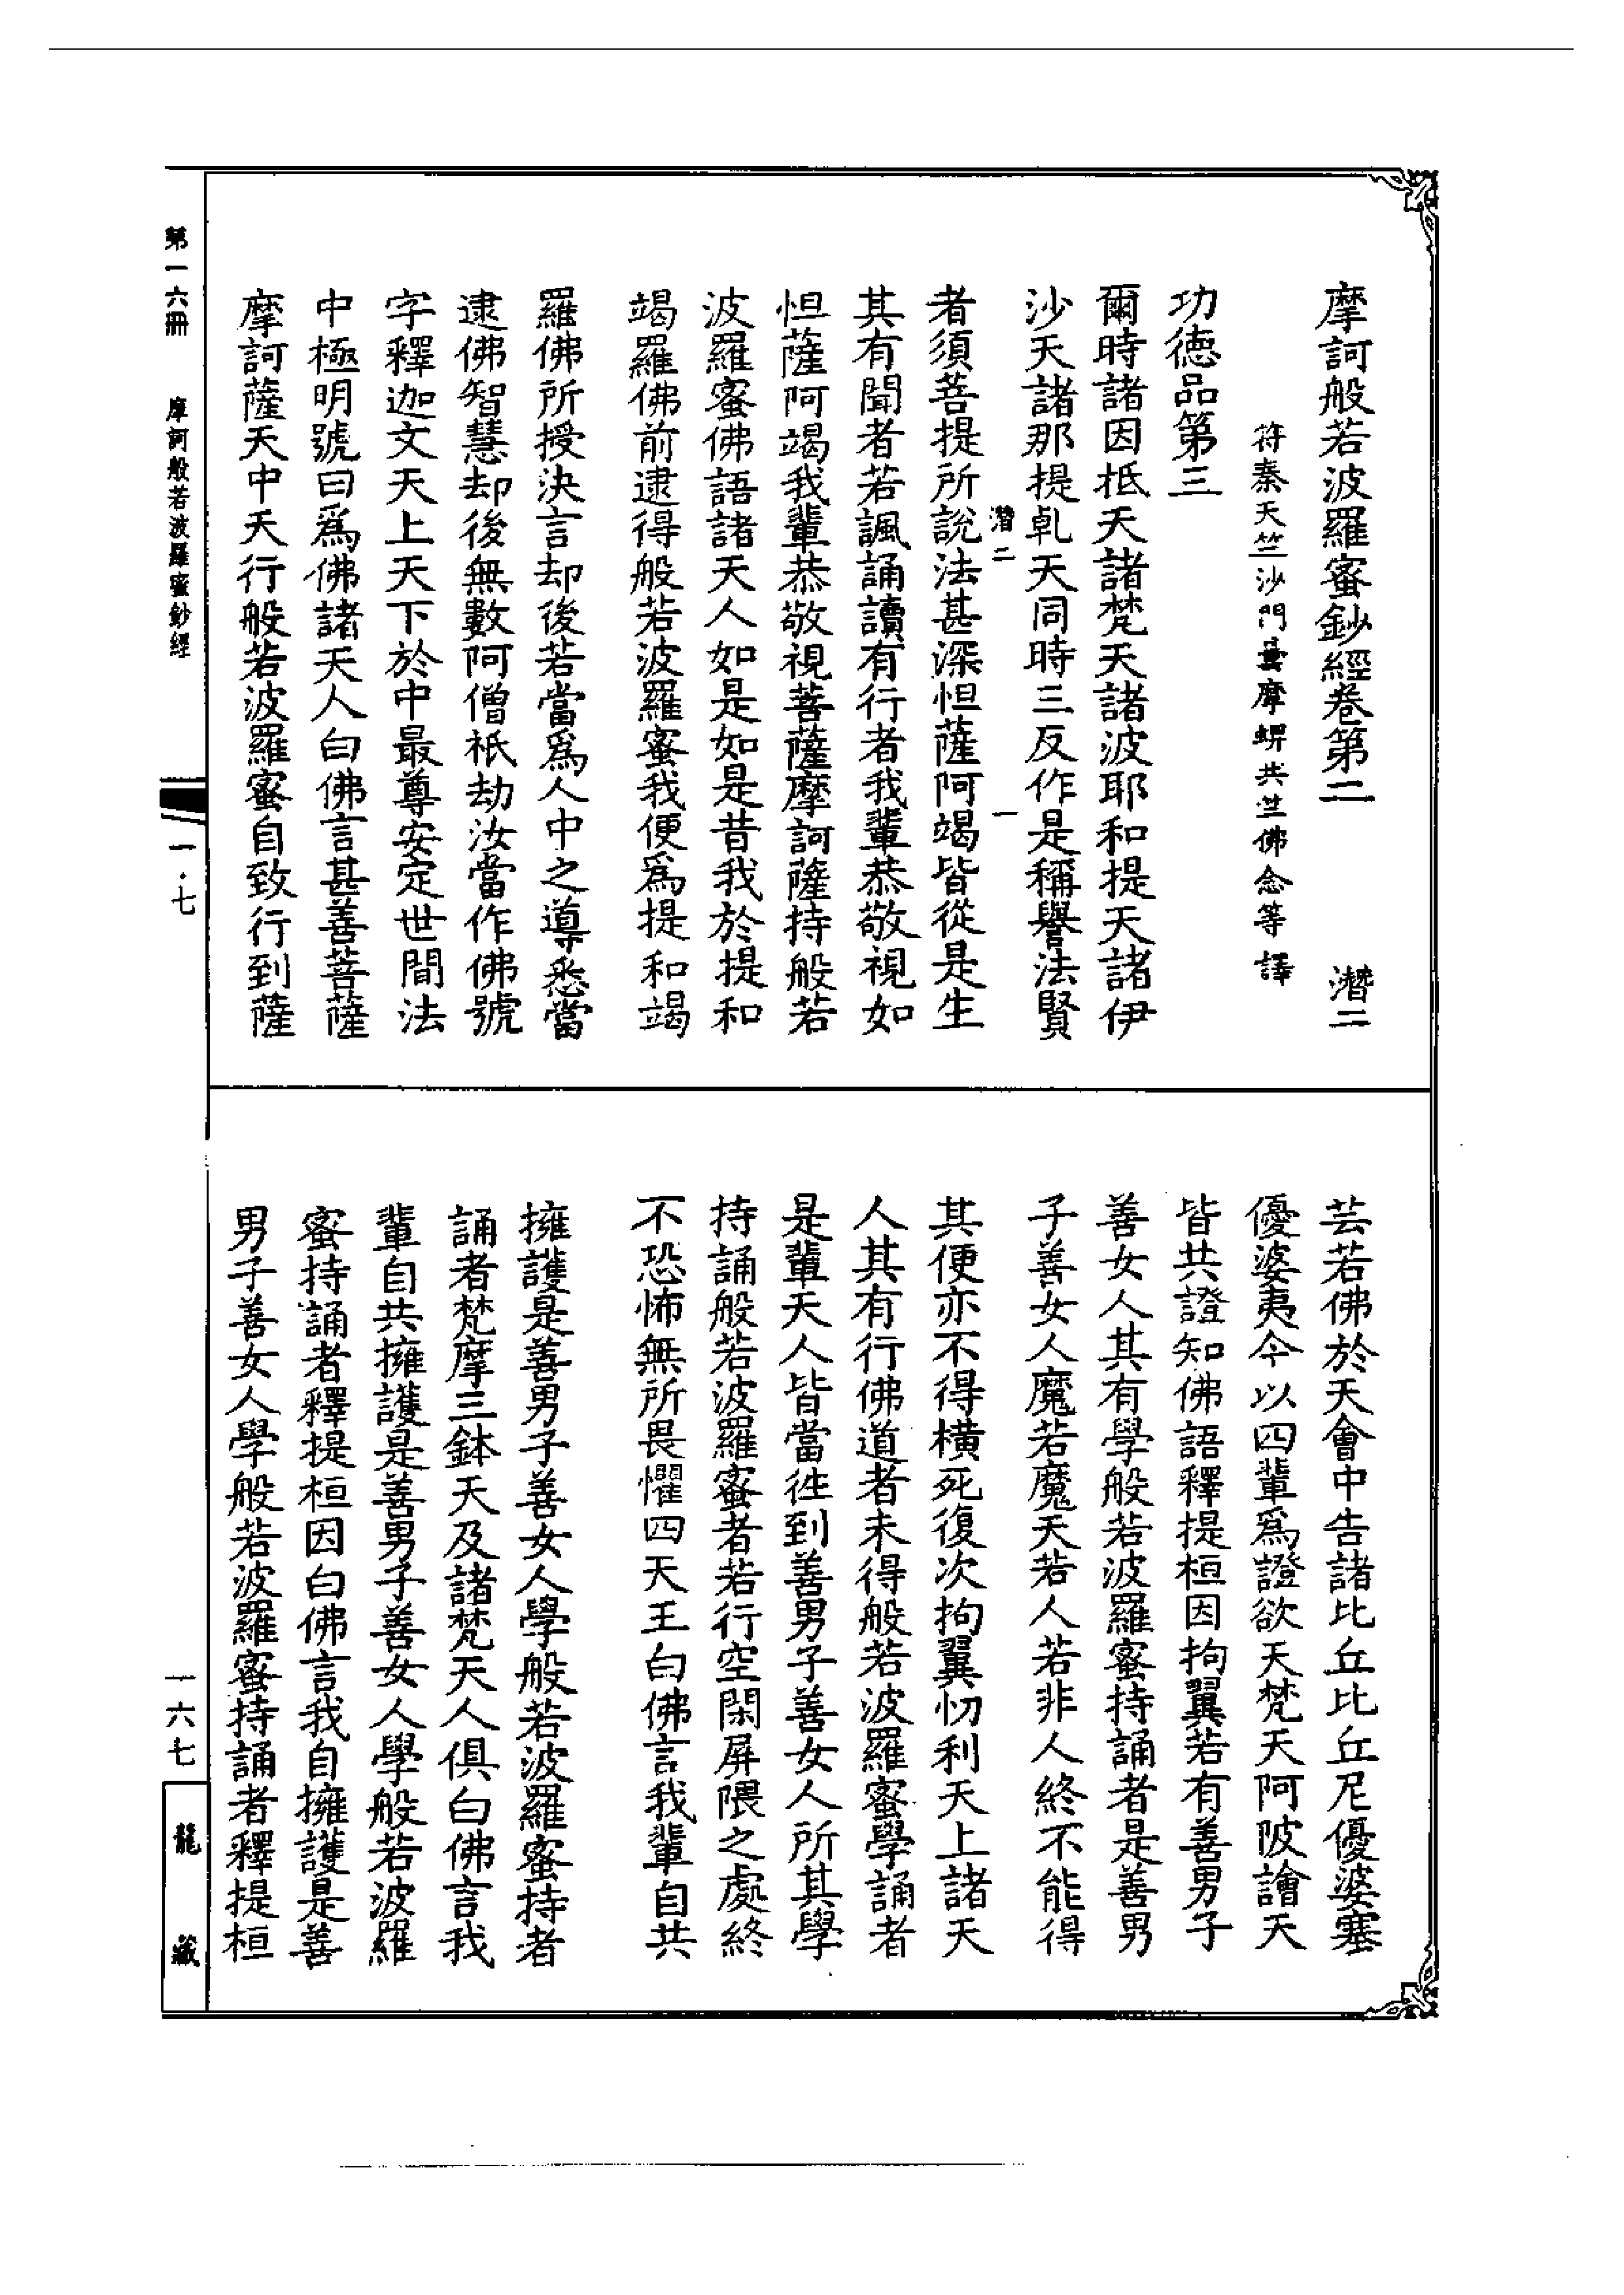 摩訶般若波羅蜜鈔經卷第二　潛二
符秦天竺沙門曇摩蜱共竺佛念等譯
功德品第三
爾時諸因抵天諸梵天諸波耶和提天諸伊
沙天諸那提乹天同時三反作是稱譽法賢
潛二　一
者須菩提所說法甚深怛薩阿竭皆從是生
其有聞者若諷誦讀有行者我輩恭敬視如
怛薩阿竭我輩恭敬視菩薩摩訶薩持般若
波羅蜜佛語諸天人如是如是昔我於提和
竭羅佛前逮得般若波羅蜜我便爲提和竭
羅佛所授決言却後若當爲人中之導悉當
逮佛智慧却後無數阿僧祇劫汝當作佛號
字釋迦文天上天下於中最尊安定世間法
中極明號曰爲佛諸天人白佛言甚善菩薩
摩訶薩天中天行般若波羅蜜自致行到薩
芸若佛於天會中告諸比丘比丘尼優婆塞
優婆夷今以四輩爲證欲天梵天阿陂譮天
皆共證知佛語釋提桓因拘翼若有善男子
善女人其有學般若波羅蜜持誦者是善男
子善女人魔若魔天若人若非人終不能得
其便亦不得橫死復次拘翼忉利天上諸天
人其有行佛道者未得般若波羅蜜學誦者
是輩天人皆當徃到善男子善女人所其學
持誦般若波羅蜜者若行空閑屏隈之處終
不恐怖無所畏懼四天王白佛言我輩自共
擁護是善男子善女人學般若波羅蜜持者
誦者梵摩三鉢天及諸梵天人俱白佛言我
輩自共擁護是善男子善女人學般若波羅
蜜持誦者釋提桓因白佛言我自擁護是善
男子善女人學般若波羅蜜持誦者釋提桓
第一六冊　摩訶般若波羅蜜鈔經
一·七
一六七
龍藏